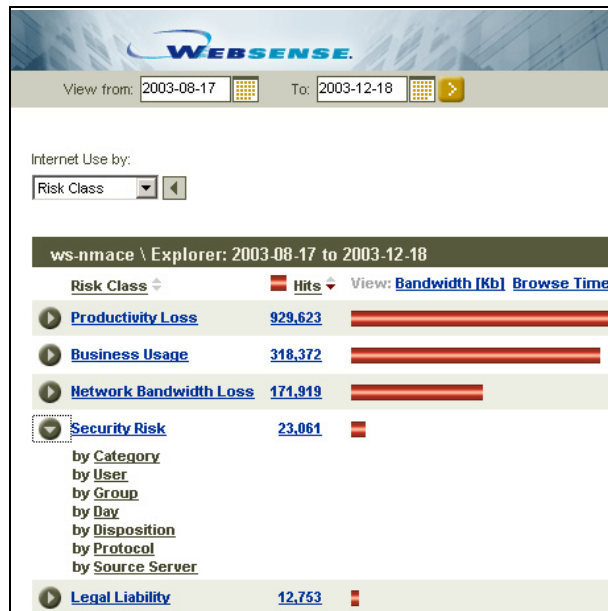 WEBSENSE.
View from: 2003-08-17 To: 2003-12-18
Internet Use by:
Risk Class
ws-nmace \ Explorer: 2003-08-17 to 2003-12-18
Risk Class Hits View: Bandwidth [Kb] Browse Time
Productivity Loss 929,623
Business Usage 318,372
Network Bandwidth Loss 171,919
Security Risk 23,061
by Category
by User
by Group
by Day
by Disposition
by Protocol
by Source Server
Legal Liability 12,753